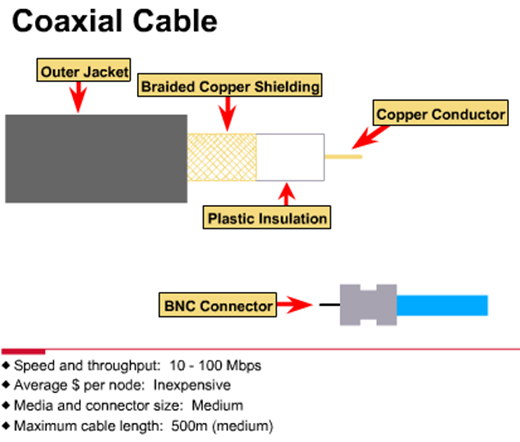 Coaxial Cable
Outer Jacket
Braided Copper Shielding
Copper Conductor
Plastic Insulation
BNC Connector
◆ Speed and throughput: 10 - 100 Mbps
◆ Average $ per node: Inexpensive
◆ Media and connector size: Medium
◆ Maximum cable length: 500m (medium)